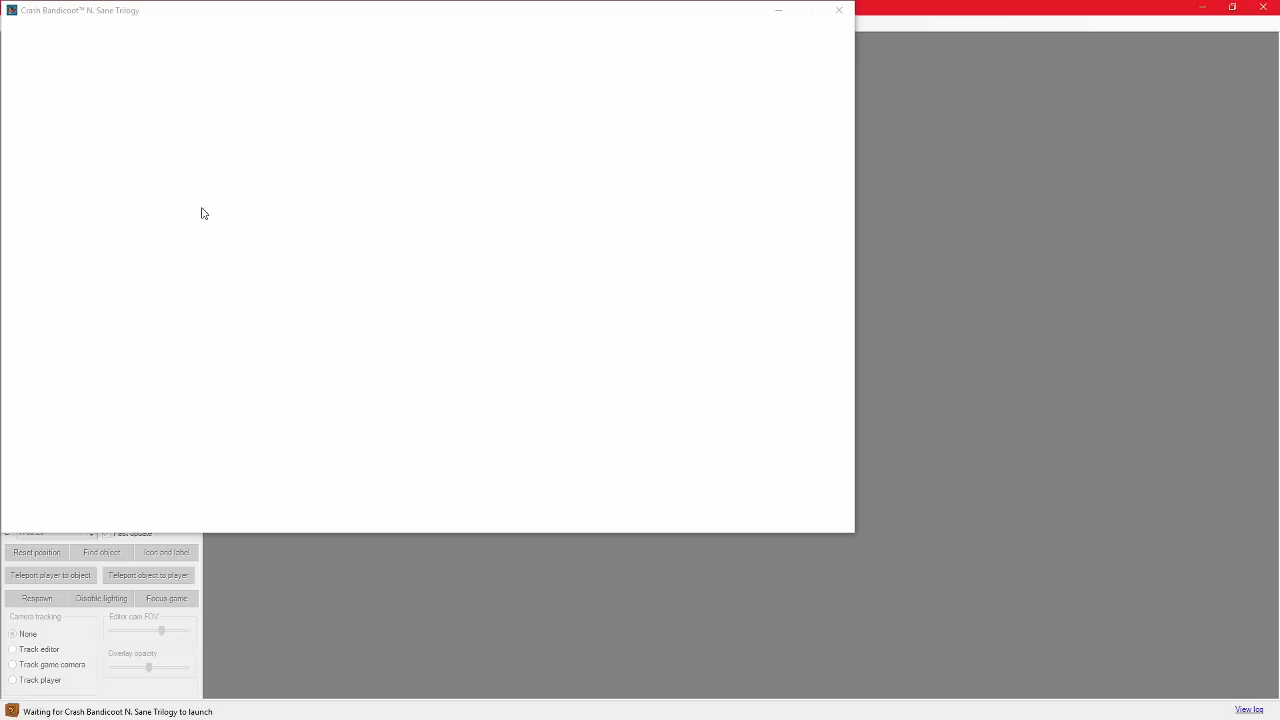 Crash Bandicoot™ N. Sane Trilogy
Reset position Find object Icon and label
Teleport player to object Teleport object to player
Respawn Disable lighting Focus game
Camera tracking Editor cam FOV
None
Track editor Overlay opacity
Track game camera
Track player
Waiting for Crash Bandicoot N. Sane Trilogy to launch View log